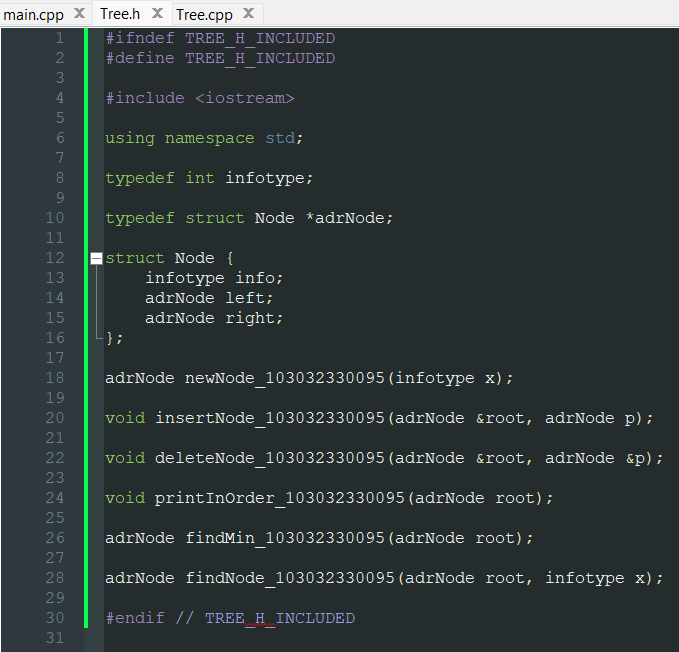 main.cpp Tree.h Tree.cpp
1 #ifndef TREE_H_INCLUDED
2 #define TREE_H_INCLUDED
3
4 #include <iostream>
5
6 using namespace std;
7
8 typedef int infotype;
9
10 typedef struct Node *adrNode;
11
12 struct Node {
13 infotype info;
14 adrNode left;
15 adrNode right;
16 };
17
18 adrNode newNode_103032330095(infotype x);
19
20 void insertNode_103032330095(adrNode &root, adrNode p);
21
22 void deleteNode_103032330095(adrNode &root, adrNode &p);
23
24 void printInOrder_103032330095(adrNode root);
25
26 adrNode findMin_103032330095(adrNode root);
27
28 adrNode findNode_103032330095(adrNode root, infotype x);
29
30 #endif // TREE_H_INCLUDED
31